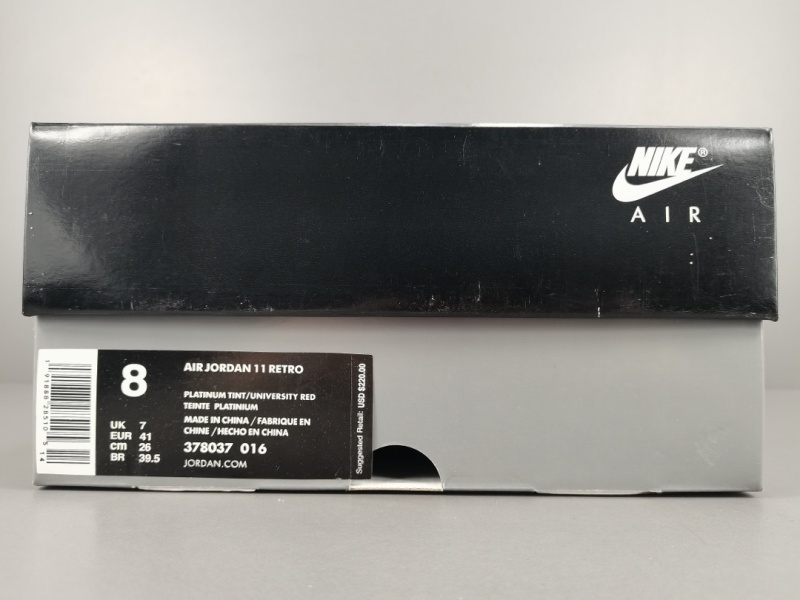 NIKE®
AIR
8
UK 7
EUR 41
cm 26
BR 39.5
AIR JORDAN 11 RETRO
PLATINUM TINT/UNIVERSITY RED
TEINTE PLATINIUM
MADE IN CHINA / FABRIQUE EN
CHINE / HECHO EN CHINA
378037 016
JORDAN.COM
Suggested Retail: USD $220.00